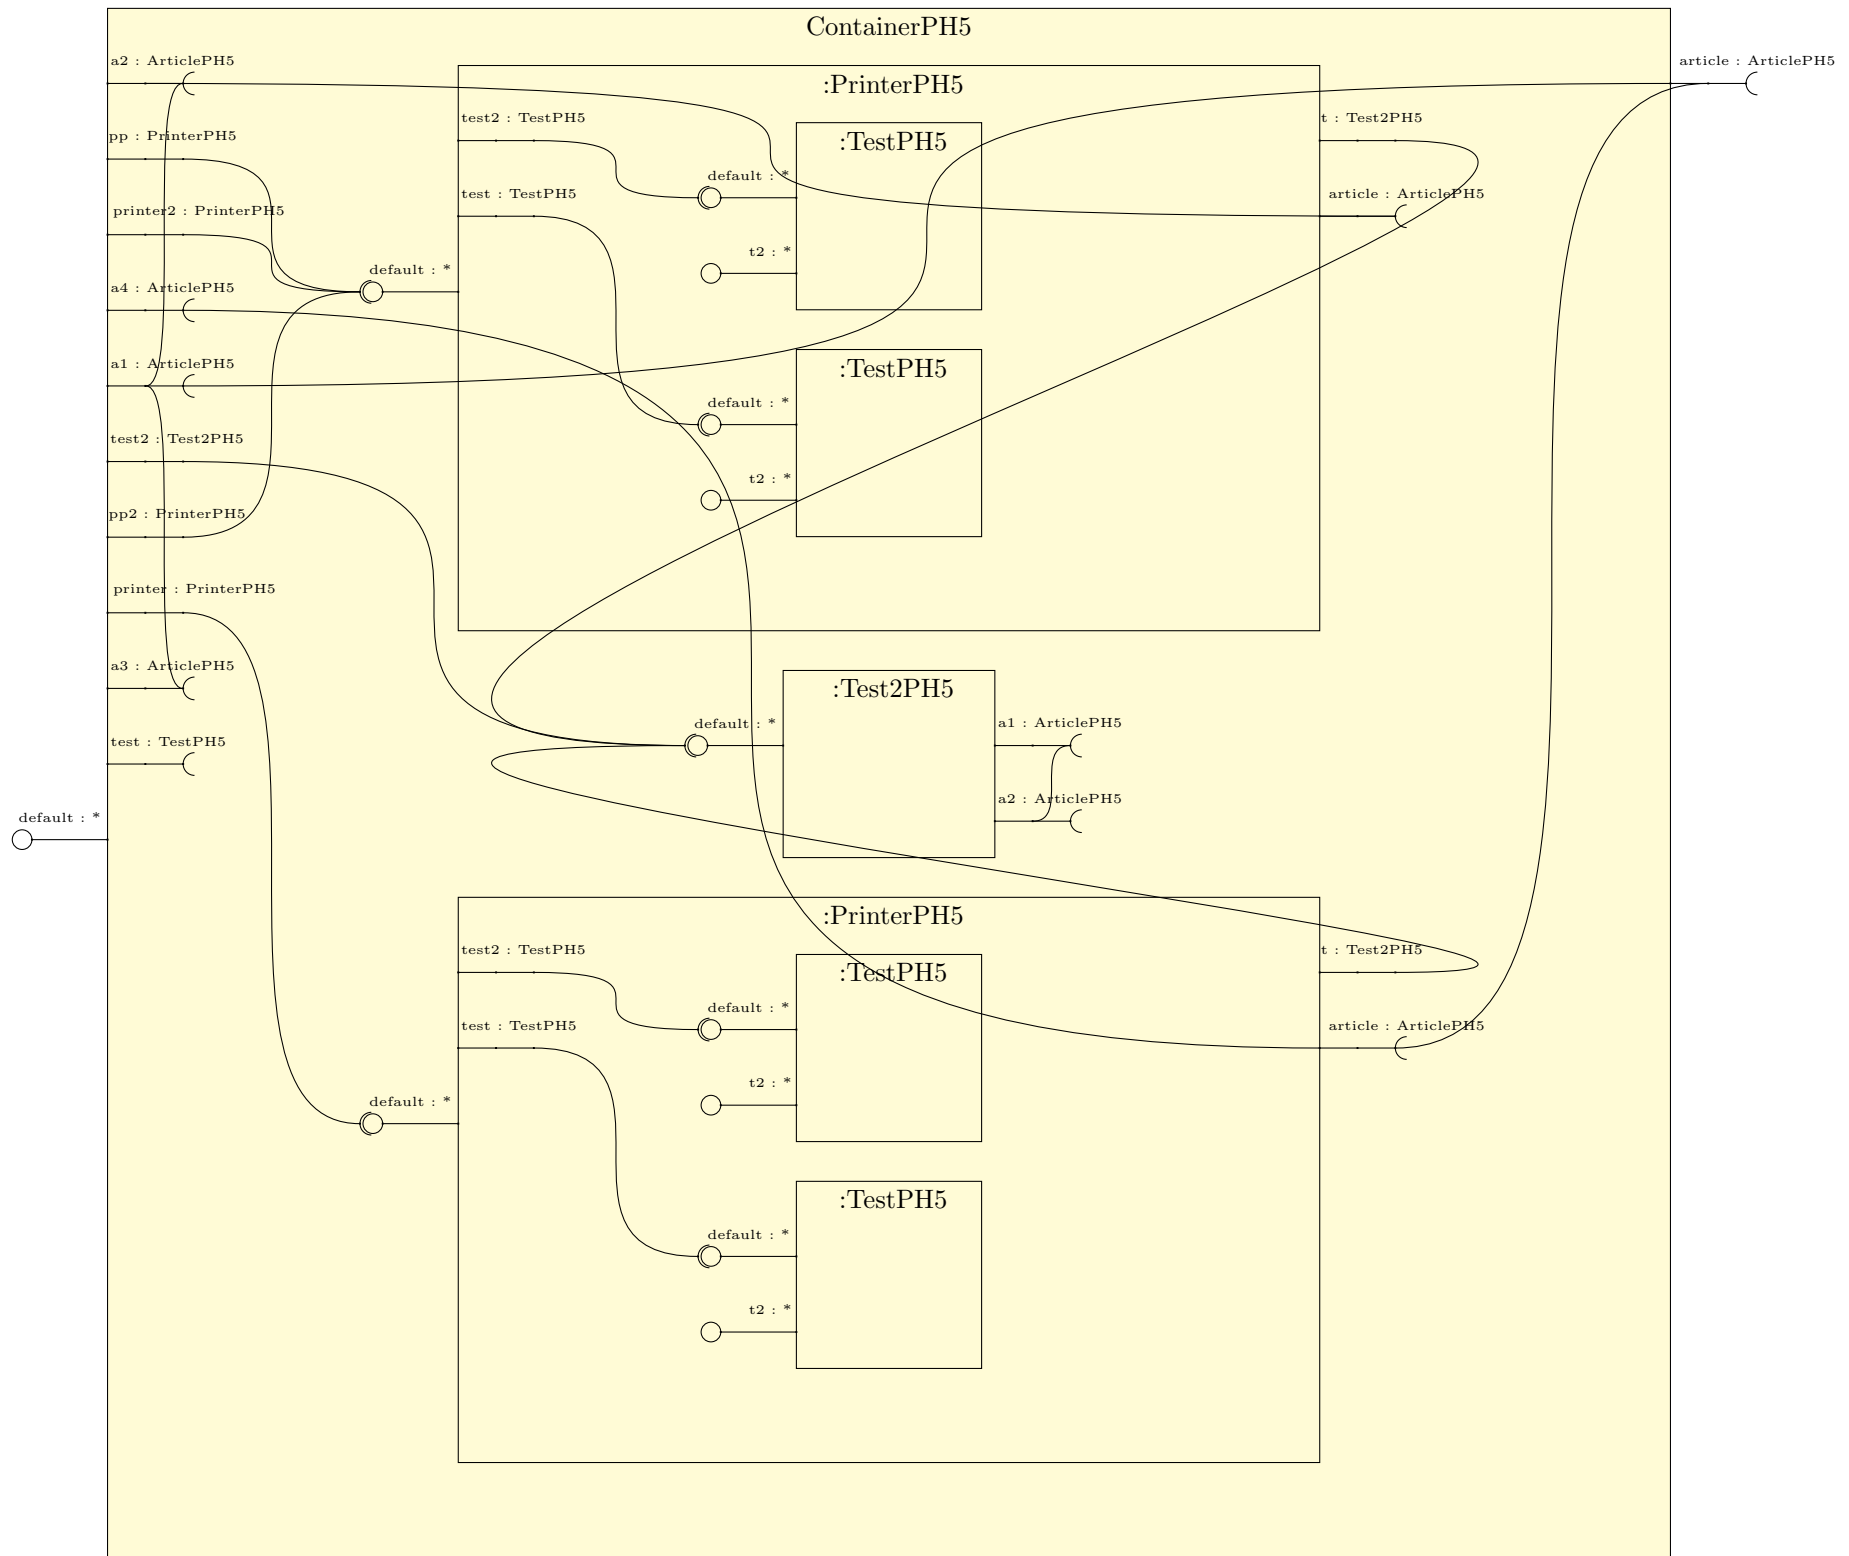 ContainerPH5
a2 : ArticlePH5
article : ArticlePH5
:PrinterPH5
test2 : TestPH5
t : Test2PH5
pp : PrinterPH5
:TestPH5
default : *
test : TestPH5
article : ArticlePH5
printer2 : PrinterPH5
t2 : *
default : *
a4 : ArticlePH5
a1 : ArticlePH5
:TestPH5
default : *
test2 : Test2PH5
t2 : *
pp2 : PrinterPH5
printer : PrinterPH5
a3 : ArticlePH5
:Test2PH5
default : *
a1 : ArticlePH5
test : TestPH5
a2 : ArticlePH5
default : *
:PrinterPH5
test2 : TestPH5
t : Test2PH5
:TestPH5
default : *
test : TestPH5
article : ArticlePH5
t2 : *
default : *
:TestPH5
default : *
t2 : *